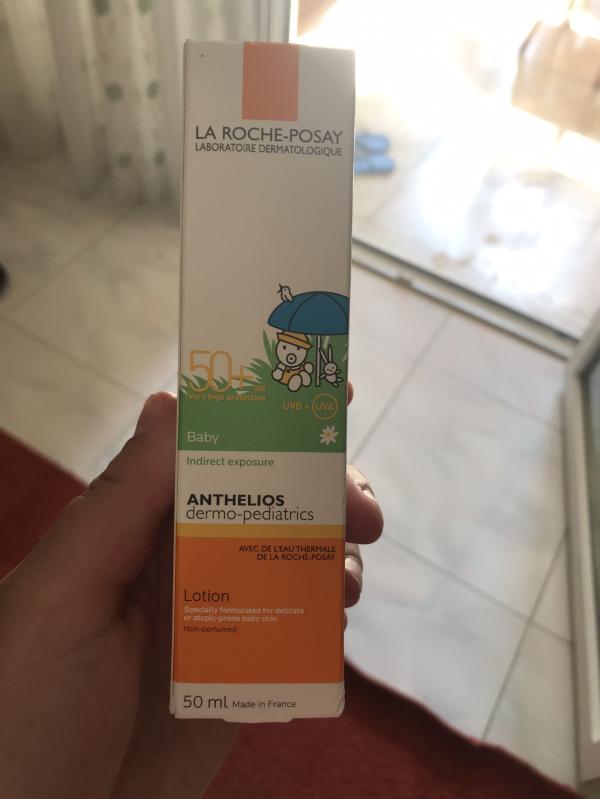 LA ROCHE-POSAY
LABORATOIRE DERMATOLOGIQUE
50+ spf
Very high protection
UVB + UVA
Baby
Indirect exposure
ANTHELIOS
dermo-pediatrics
AVEC DE L'EAU THERMALE
DE LA ROCHE-POSAY
Lotion
Specially formulated for delicate
or atopic-prone baby skin
Non-perfumed
50 ml Made in France